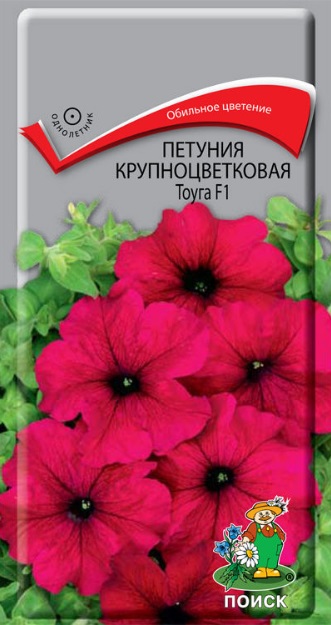 ОДНОЛЕТНИК
Обильное цветение
ПЕТУНИЯ
КРУПНОЦВЕТКОВАЯ
Тоуга F1
ПОИСК
®